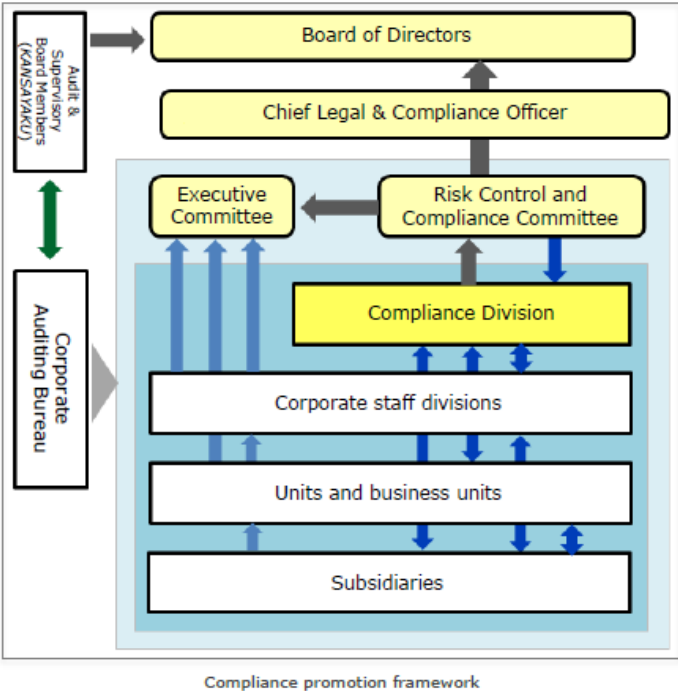 Audit &
Supervisory
Board Members
(KANSAYAKU)
Board of Directors
Chief Legal & Compliance Officer
Executive
Committee
Risk Control and
Compliance Committee
Corporate
Auditing Bureau
Compliance Division
Corporate staff divisions
Units and business units
Subsidiaries
Compliance promotion framework